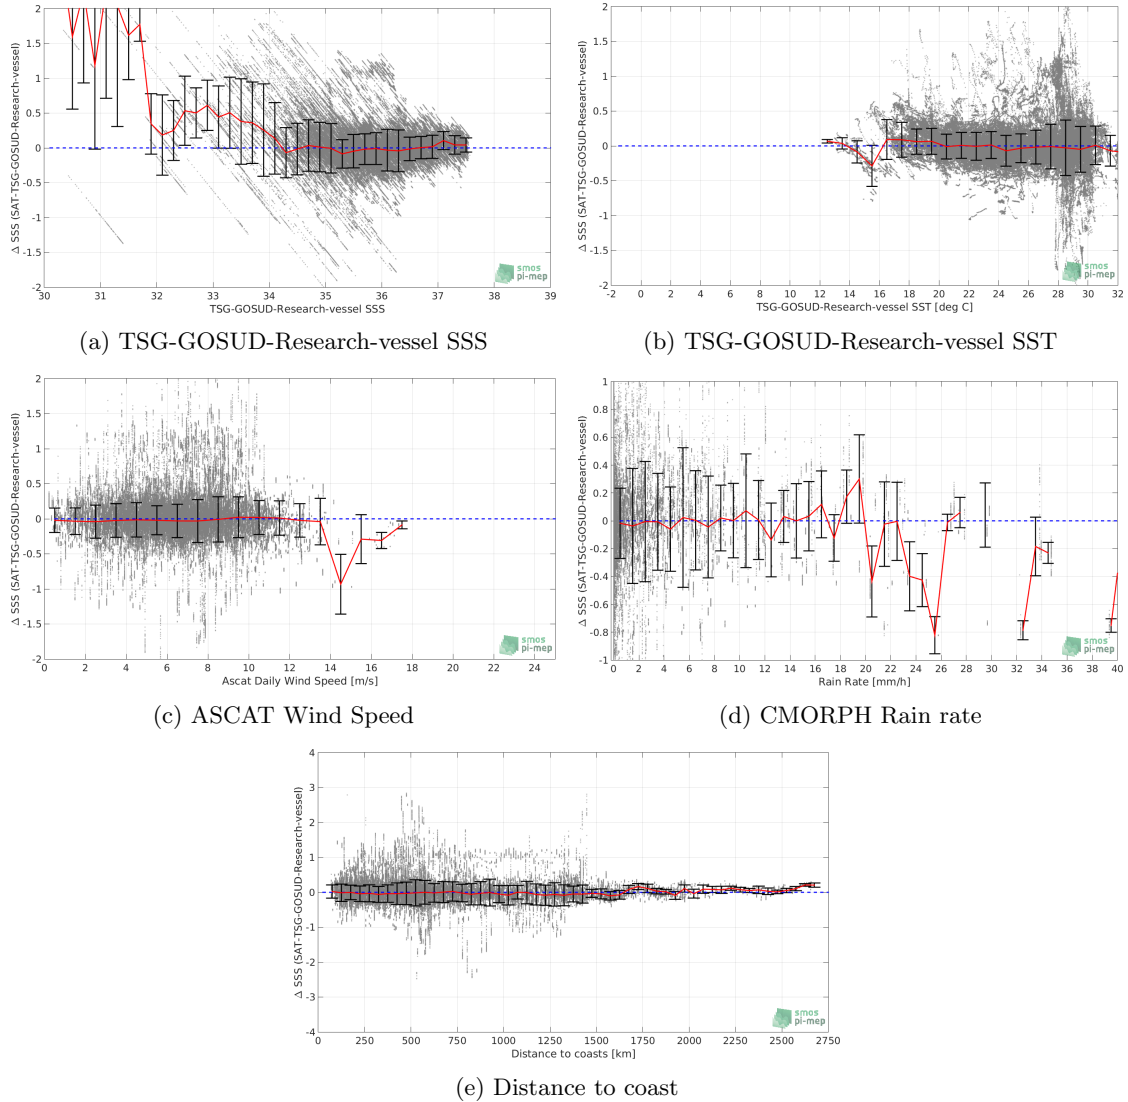 2
1.5
1
0.5
0
-0.5
-1
-1.5
-2
Δ SSS (SAT-TSG-GOSUD-Research-vessel)
30 31 32 33 34 35 36 37 38 39
TSG-GOSUD-Research-vessel SSS
smos
pi-mep
(a) TSG-GOSUD-Research-vessel SSS
2
1.5
1
0.5
0
-0.5
-1
-1.5
-2
Δ SSS (SAT-TSG-GOSUD-Research-vessel)
-2 0 2 4 6 8 10 12 14 16 18 20 22 24 26 28 30 32
TSG-GOSUD-Research-vessel SST [deg C]
smos
pi-mep
(b) TSG-GOSUD-Research-vessel SST
2
1.5
1
0.5
0
-0.5
-1
-1.5
-2
Δ SSS (SAT-TSG-GOSUD-Research-vessel)
0 2 4 6 8 10 12 14 16 18 20 22 24
Ascat Daily Wind Speed [m/s]
smos
pi-mep
(c) ASCAT Wind Speed
1
0.8
0.6
0.4
0.2
0
-0.2
-0.4
-0.6
-0.8
-1
Δ SSS (SAT-TSG-GOSUD-Research-vessel)
0 2 4 6 8 10 12 14 16 18 20 22 24 26 28 30 32 34 36 38 40
Rain Rate [mm/h]
smos
pi-mep
(d) CMORPH Rain rate
4
3
2
1
0
-1
-2
-3
-4
Δ SSS (SAT-TSG-GOSUD-Research-vessel)
0 250 500 750 1000 1250 1500 1750 2000 2250 2500 2750
Distance to coasts [km]
smos
pi-mep
(e) Distance to coast